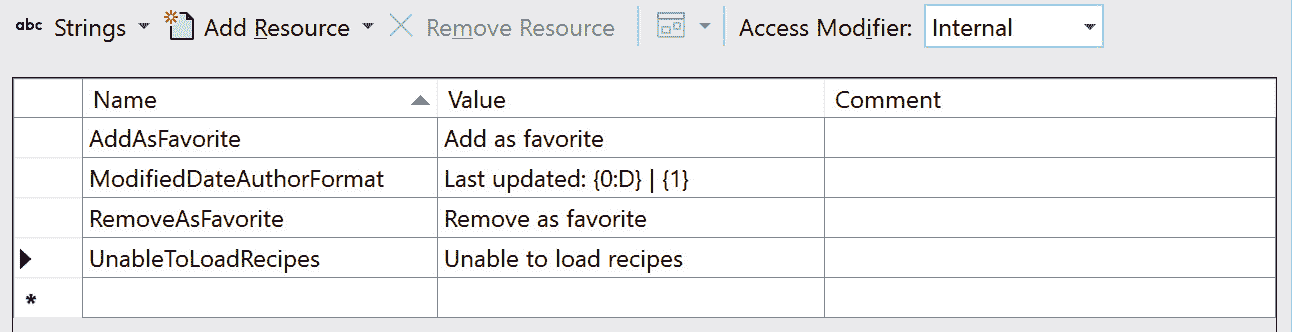 abc Strings Add Resource Remove Resource Access Modifier: Internal
Name Value Comment
AddAsFavorite Add as favorite
ModifiedDateAuthorFormat Last updated: {0:D} | {1}
RemoveAsFavorite Remove as favorite
UnableToLoadRecipes Unable to load recipes
*